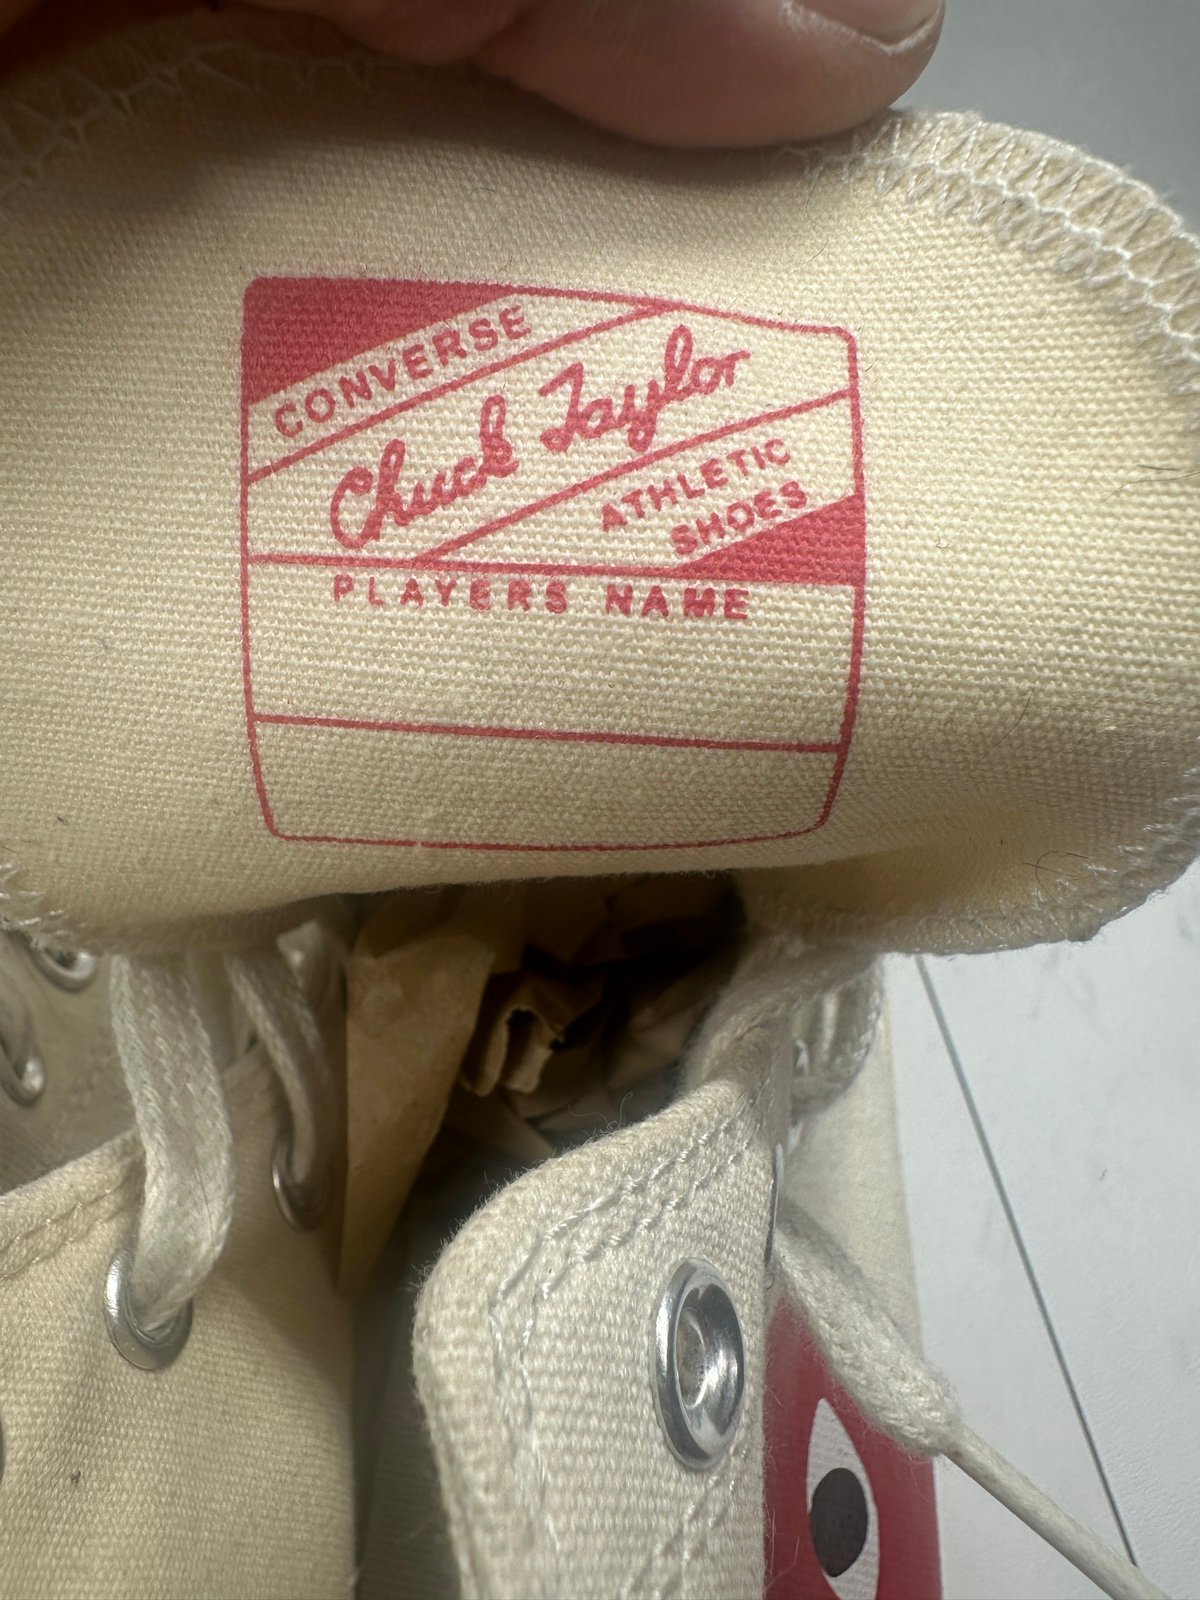 CONVERSE
Chuck Taylor
ATHLETIC
SHOES
PLAYERS NAME